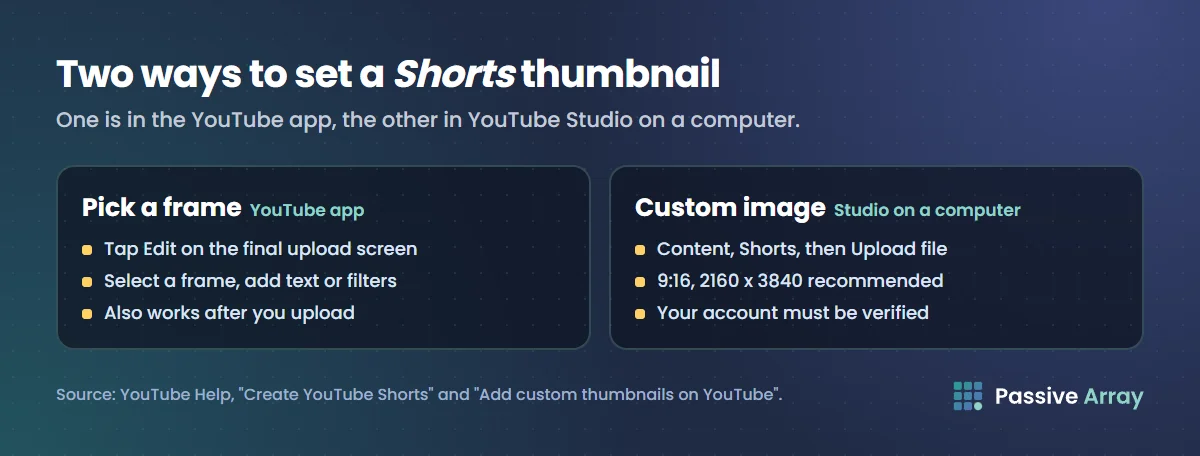 Two ways to set a Shorts thumbnail
One is in the YouTube app, the other in YouTube Studio on a computer.
Pick a frame YouTube app
Tap Edit on the final upload screen
Select a frame, add text or filters
Also works after you upload
Custom image Studio on a computer
Content, Shorts, then Upload file
9:16, 2160 x 3840 recommended
Your account must be verified
Source: YouTube Help, "Create YouTube Shorts" and "Add custom thumbnails on YouTube".
Passive Array